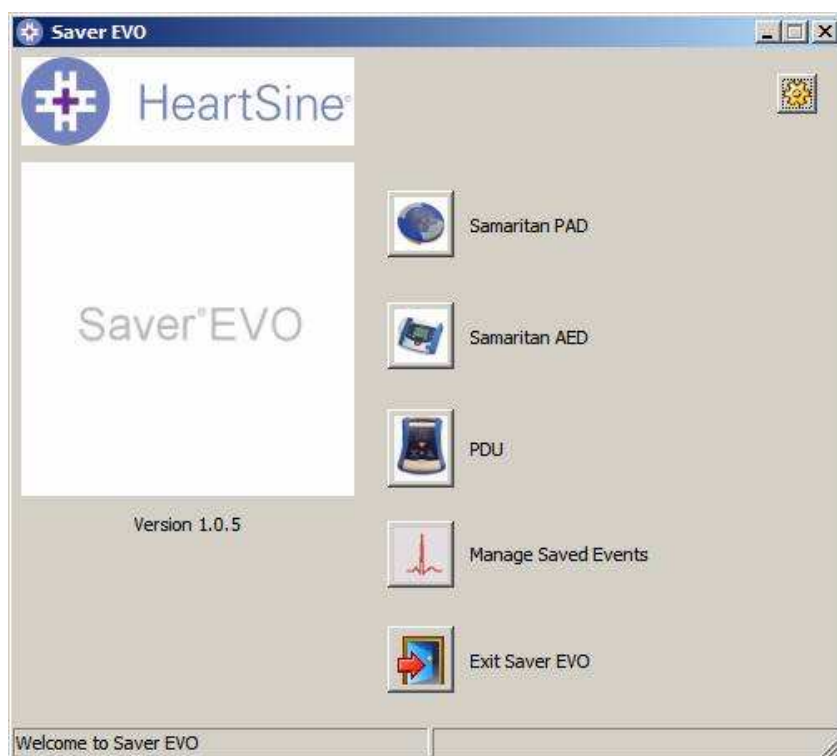 Saver EVO
HeartSine®
Saver®EVO
Version 1.0.5
Samaritan PAD
Samaritan AED
PDU
Manage Saved Events
Exit Saver EVO
Welcome to Saver EVO